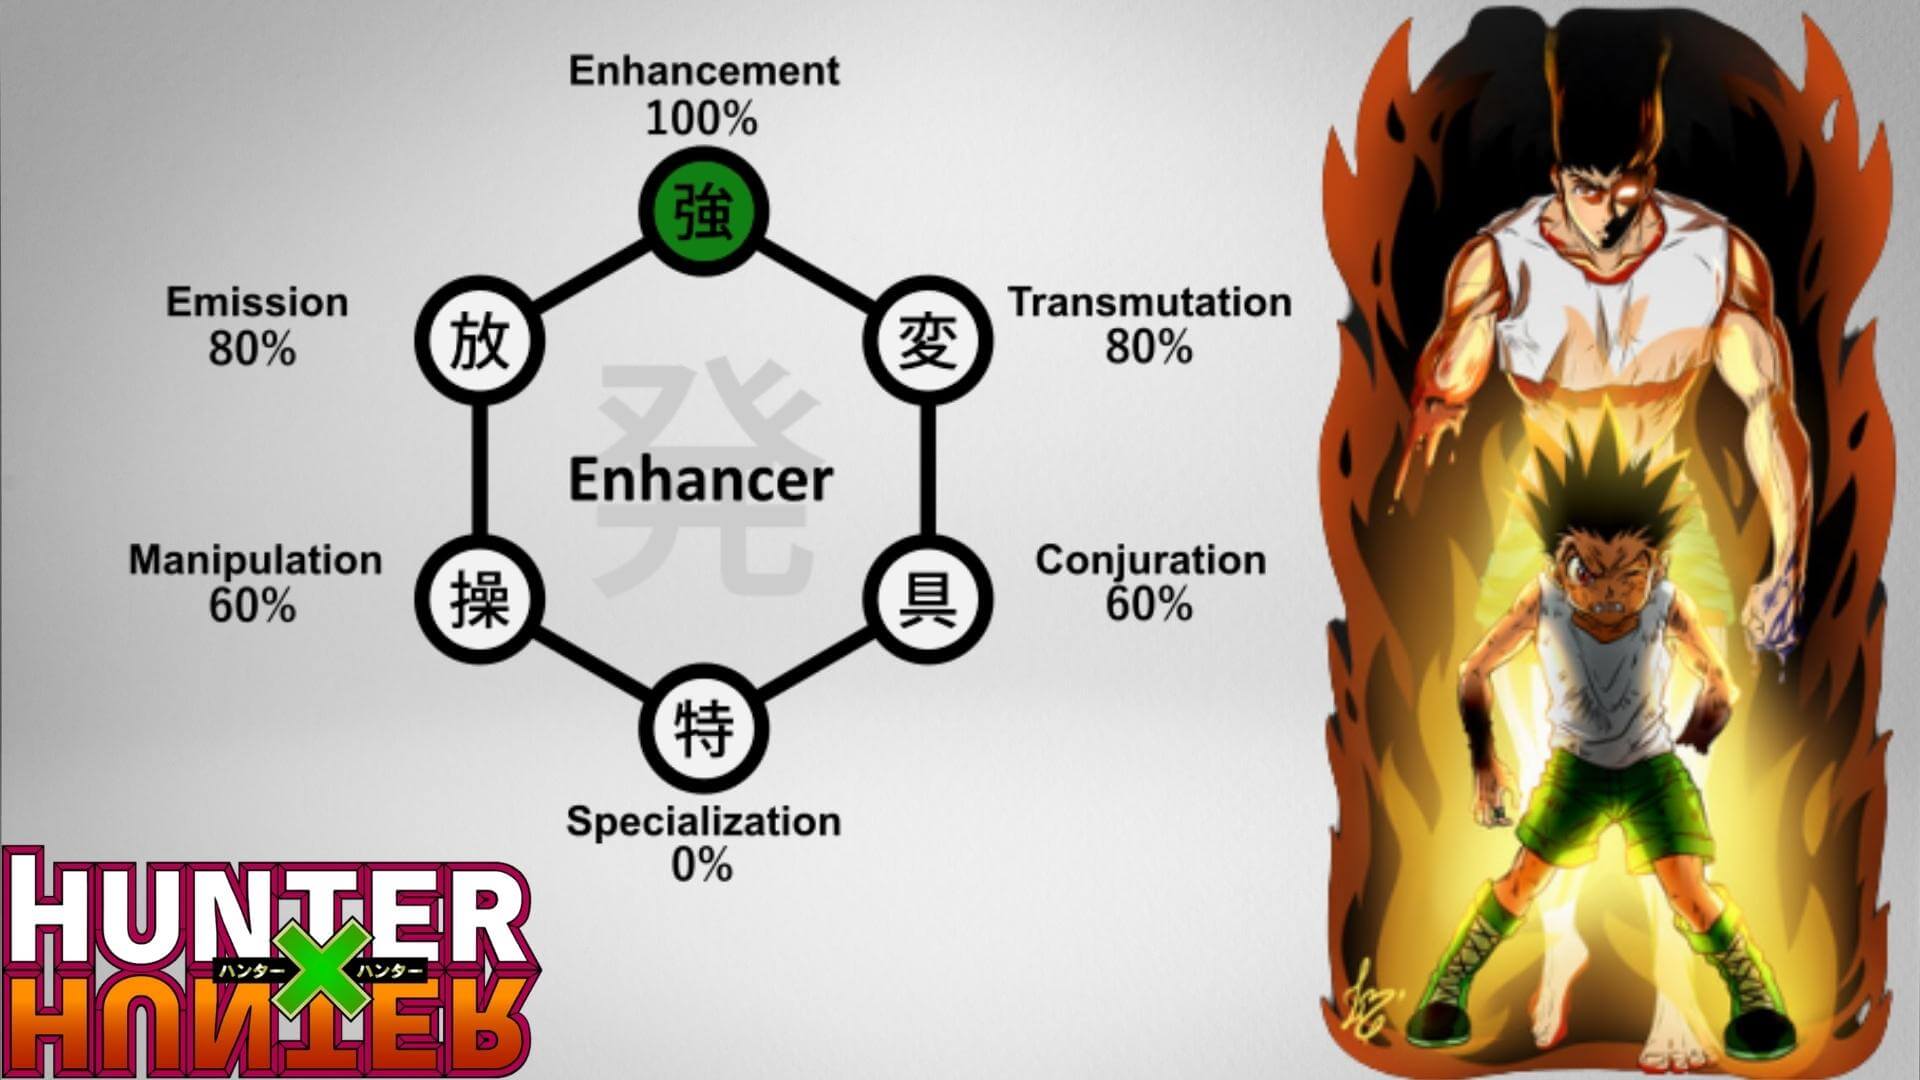 Enhancement
100%
強
Emission
80%
放
変
Transmutation
80%
発
Enhancer
Manipulation
60%
操
具
Conjuration
60%
特
Specialization
0%
HUNTER
ハンター X ハンター
HUNTER